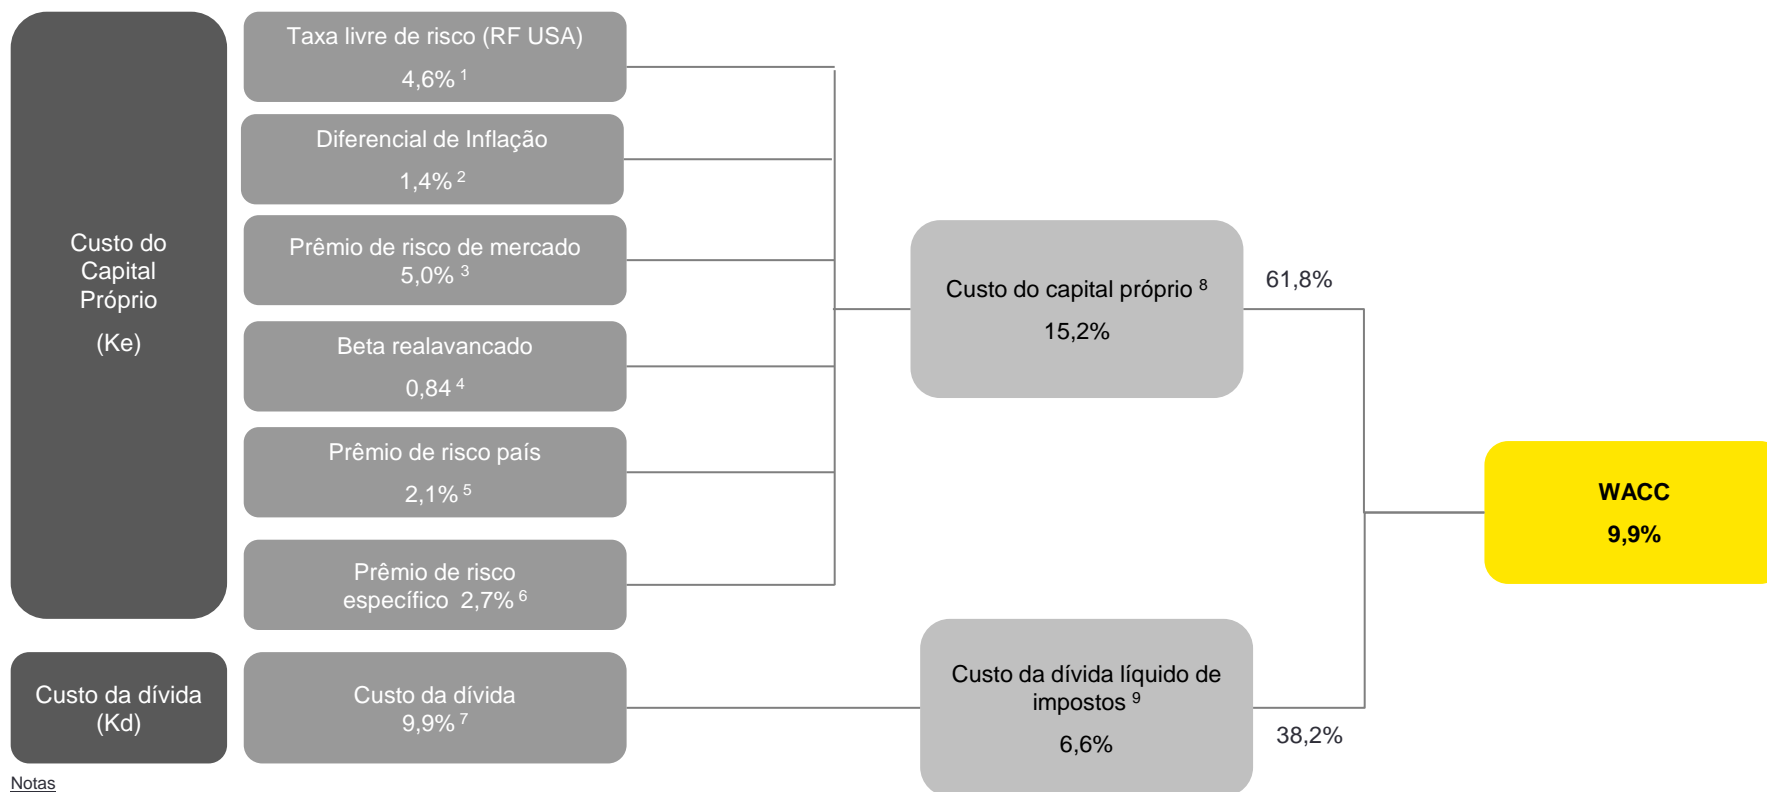 Custo do
Capital
Próprio
(Ke)
Taxa livre de risco (RF USA)
4,6% 1
Diferencial de Inflação
1,4% 2
Prêmio de risco de mercado
5,0% 3
Beta realavancado
0,84 4
Prêmio de risco país
2,1% 5
Prêmio de risco
específico 2,7% 6
Custo do capital próprio 8
15,2%
61,8%
WACC
9,9%
Custo da dívida
(Kd)
Custo da dívida
9,9% 7
Custo da dívida líquido de
impostos 9
6,6%
38,2%
Notas